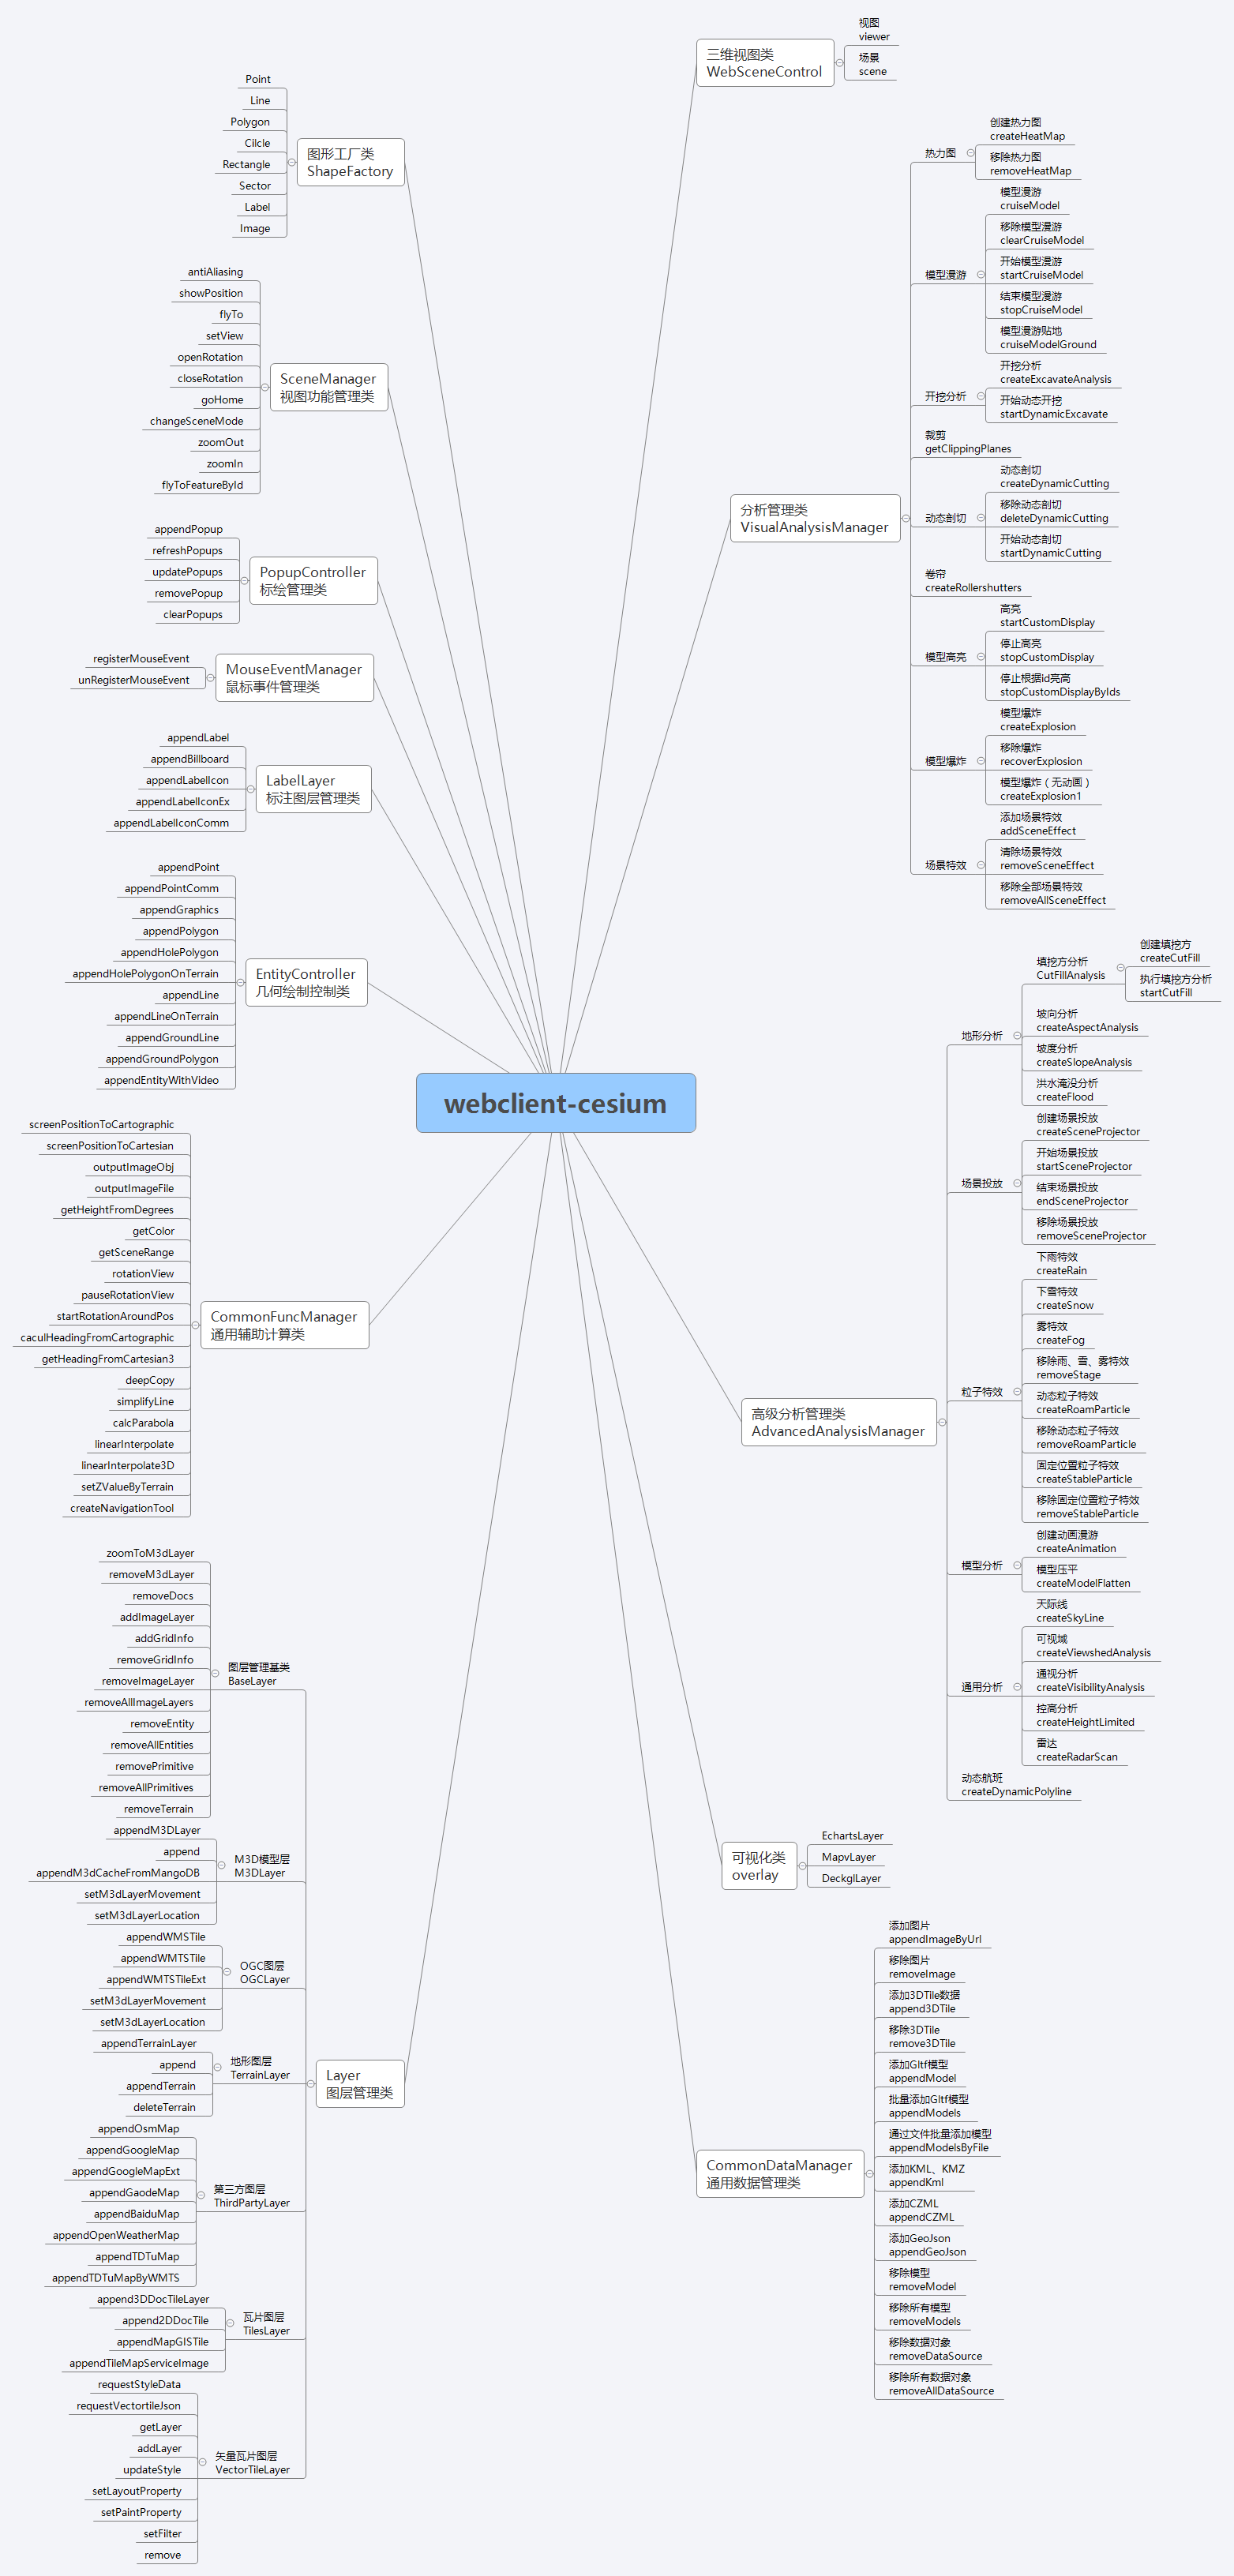 webclient-cesium
三维视图类
WebSceneControl
视图
viewer
场景
scene
分析管理类
VisualAnalysisManager
热力图
创建热力图
createHeatMap
移除热力图
removeHeatMap
模型漫游
模型漫游
cruiseModel
移除模型漫游
clearCruiseModel
开始模型漫游
startCruiseModel
结束模型漫游
stopCruiseModel
模型漫游贴地
cruiseModelGround
开挖分析
开挖分析
createExcavateAnalysis
开始动态开挖
startDynamicExcavate
裁剪
getClippingPlanes
动态剖切
动态剖切
createDynamicCutting
移除动态剖切
deleteDynamicCutting
开始动态剖切
startDynamicCutting
卷帘
createRollershutters
模型高亮
高亮
startCustomDisplay
停止高亮
stopCustomDisplay
停止根据id亮高
stopCustomDisplayByIds
模型爆炸
模型爆炸
createExplosion
移除爆炸
recoverExplosion
模型爆炸（无动画）
createExplosion1
场景特效
添加场景特效
addSceneEffect
清除场景特效
removeSceneEffect
移除全部场景特效
removeAllSceneEffect
高级分析管理类
AdvancedAnalysisManager
地形分析
填挖方分析
CutFillAnalysis
创建填挖方
createCutFill
执行填挖方分析
startCutFill
坡向分析
createAspectAnalysis
坡度分析
createSlopeAnalysis
洪水淹没分析
createFlood
场景投放
创建场景投放
createSceneProjector
开始场景投放
startSceneProjector
结束场景投放
endSceneProjector
移除场景投放
removeSceneProjector
粒子特效
下雨特效
createRain
下雪特效
createSnow
雾特效
createFog
移除雨、雪、雾特效
removeStage
动态粒子特效
createRoamParticle
移除动态粒子特效
removeRoamParticle
固定位置粒子特效
createStableParticle
移除固定位置粒子特效
removeStableParticle
模型分析
创建动画漫游
createAnimation
模型压平
createModelFlatten
通用分析
天际线
createSkyLine
可视域
createViewshedAnalysis
通视分析
createVisibilityAnalysis
控高分析
createHeightLimited
雷达
createRadarScan
动态航班
createDynamicPolyline
可视化类
overlay
EchartsLayer
MapvLayer
DeckglLayer
CommonDataManager
通用数据管理类
添加图片
appendImageByUrl
移除图片
removeImage
添加3DTile数据
append3DTile
移除3DTile
remove3DTile
添加Gltf模型
appendModel
批量添加Gltf模型
appendModels
通过文件批量添加模型
appendModelsByFile
添加KML、KMZ
appendKml
添加CZML
appendCZML
添加GeoJson
appendGeoJson
移除模型
removeModel
移除所有模型
removeModels
移除数据对象
removeDataSource
移除所有数据对象
removeAllDataSource
图形工厂类
ShapeFactory
Point
Line
Polygon
Cilcle
Rectangle
Sector
Label
Image
SceneManager
视图功能管理类
antiAliasing
showPosition
flyTo
setView
openRotation
closeRotation
goHome
changeSceneMode
zoomOut
zoomIn
flyToFeatureById
PopupController
标绘管理类
appendPopup
refreshPopups
updatePopups
removePopup
clearPopups
MouseEventManager
鼠标事件管理类
registerMouseEvent
unRegisterMouseEvent
LabelLayer
标注图层管理类
appendLabel
appendBillboard
appendLabelIcon
appendLabelIconEx
appendLabelIconComm
EntityController
几何绘制控制类
appendPoint
appendPointComm
appendGraphics
appendPolygon
appendHolePolygon
appendHolePolygonOnTerrain
appendLine
appendLineOnTerrain
appendGroundLine
appendGroundPolygon
appendEntityWithVideo
CommonFuncManager
通用辅助计算类
screenPositionToCartographic
screenPositionToCartesian
outputImageObj
outputImageFile
getHeightFromDegrees
getColor
getSceneRange
rotationView
pauseRotationView
startRotationAroundPos
caculHeadingFromCartographic
getHeadingFromCartesian3
deepCopy
simplifyLine
calcParabola
linearInterpolate
linearInterpolate3D
setZValueByTerrain
createNavigationTool
Layer
图层管理类
图层管理基类
BaseLayer
zoomToM3dLayer
removeM3dLayer
removeDocs
addImageLayer
addGridInfo
removeGridInfo
removeImageLayer
removeAllImageLayers
removeEntity
removeAllEntities
removePrimitive
removeAllPrimitives
removeTerrain
M3D模型层
M3DLayer
appendM3DLayer
append
appendM3dCacheFromMangoDB
setM3dLayerMovement
setM3dLayerLocation
OGC图层
OGCLayer
appendWMSTile
appendWMTSTile
appendWMTSTileExt
setM3dLayerMovement
setM3dLayerLocation
地形图层
TerrainLayer
appendTerrainLayer
append
appendTerrain
deleteTerrain
第三方图层
ThirdPartyLayer
appendOsmMap
appendGoogleMap
appendGoogleMapExt
appendGaodeMap
appendBaiduMap
appendOpenWeatherMap
appendTDTuMap
appendTDTuMapByWMTS
瓦片图层
TilesLayer
append3DDocTileLayer
append2DDocTile
appendMapGISTile
appendTileMapServiceImage
矢量瓦片图层
VectorTileLayer
requestStyleData
requestVectortileJson
getLayer
addLayer
updateStyle
setLayoutProperty
setPaintProperty
setFilter
remove